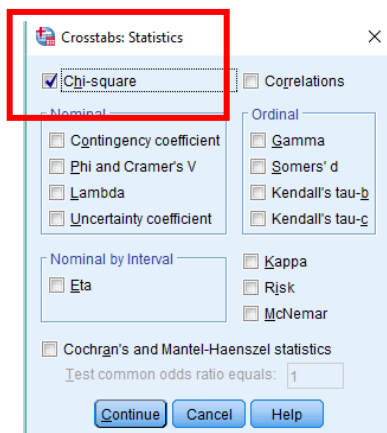 Crosstabs: Statistics
Chi-square
Correlations
Nominal
Contingency coefficient
Phi and Cramer's V
Lambda
Uncertainty coefficient
Ordinal
Gamma
Somers' d
Kendall's tau-b
Kendall's tau-c
Nominal by Interval
Eta
Kappa
Risk
McNemar
Cochran's and Mantel-Haenszel statistics
Test common odds ratio equals: 1
Continue Cancel Help